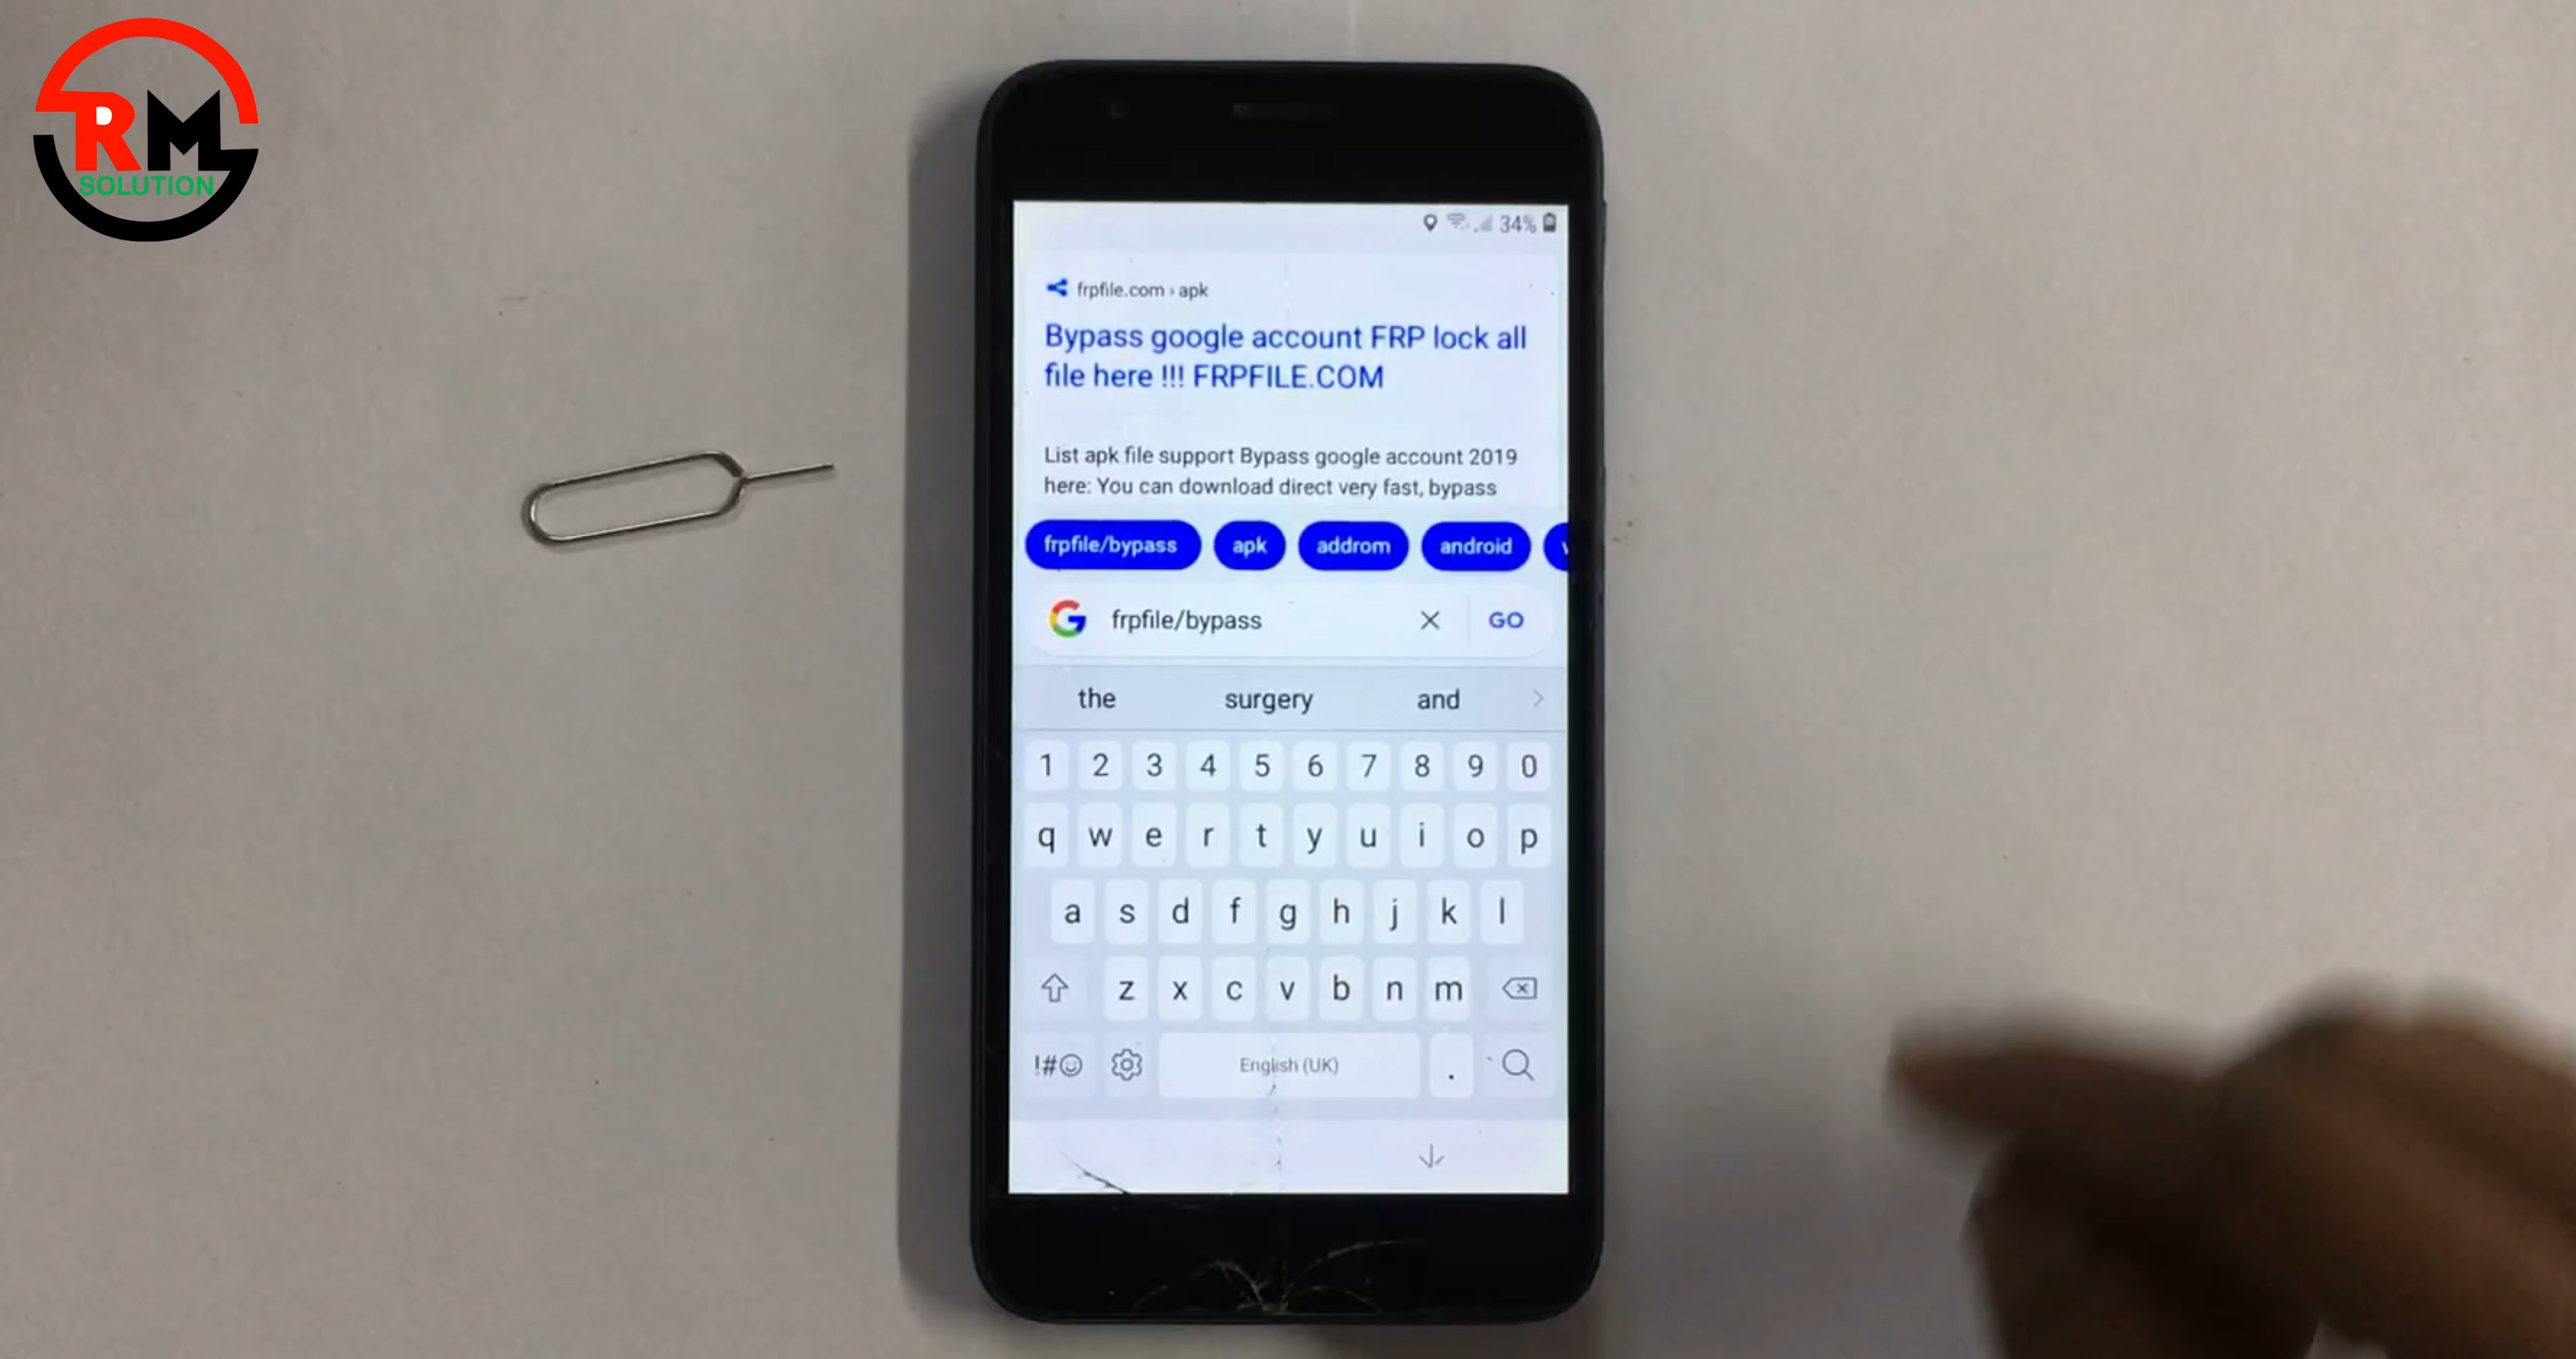 RM
SOLUTION
34%
frpfile.com › apk
Bypass google account FRP lock all
file here !!! FRPFILE.COM
List apk file support Bypass google account 2019
here: You can download direct very fast, bypass
frpfile/bypass apk addrom android
G frpfile/bypass GO
the surgery and
1 2 3 4 5 6 7 8 9 0
q w e r t y u i o p
a s d f g h j k l
z x c v b n m
!#☺ English (UK) .